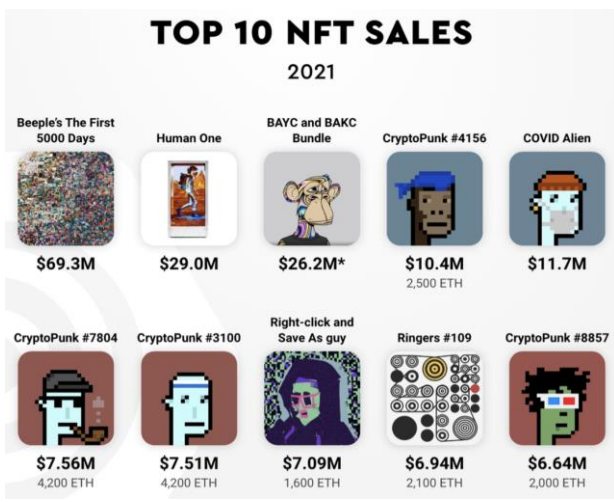 TOP 10 NFT SALES
2021
Beeple's The First
5000 Days
$69.3M
Human One
$29.0M
BAYC and BAKC
Bundle
$26.2M*
CryptoPunk #4156
$10.4M
2,500 ETH
COVID Alien
$11.7M
CryptoPunk #7804
$7.56M
4,200 ETH
CryptoPunk #3100
$7.51M
4,200 ETH
Right-click and
Save As guy
$7.09M
1,600 ETH
Ringers #109
$6.94M
2,100 ETH
CryptoPunk #8857
$6.64M
2,000 ETH